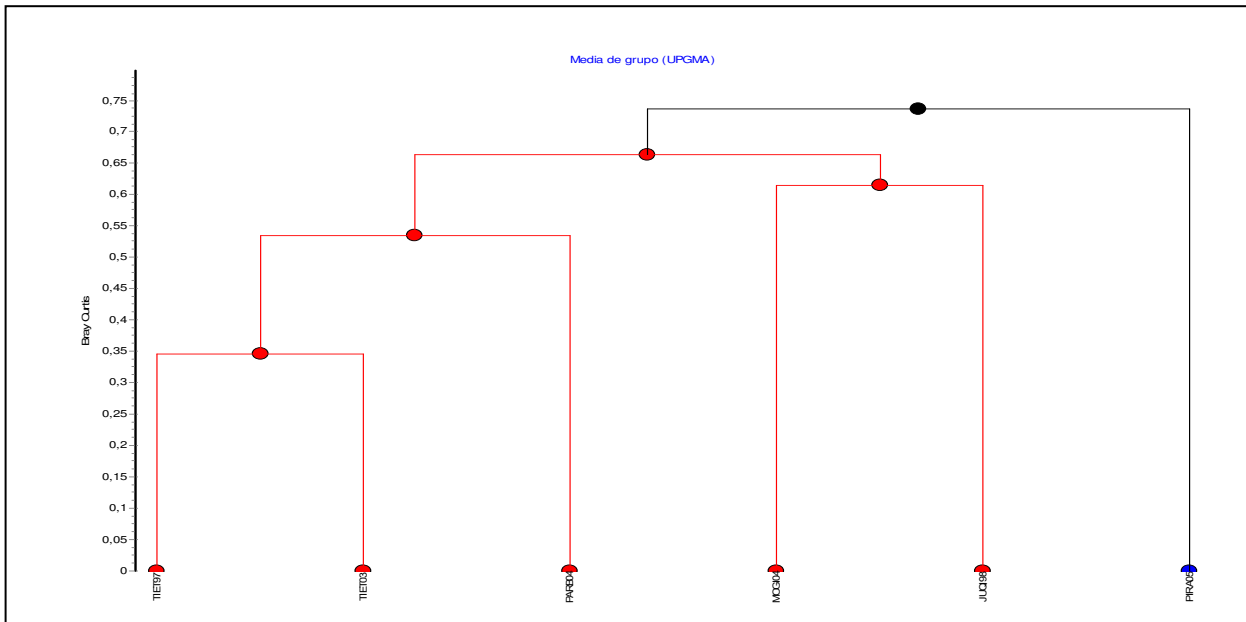 Media de grupo (UPGMA)
Bray Curtis
0,75
0,7
0,65
0,6
0,55
0,5
0,45
0,4
0,35
0,3
0,25
0,2
0,15
0,1
0,05
0
TIET97
TIET03
PARB04
MOGI04
JUQI98
PIRA05